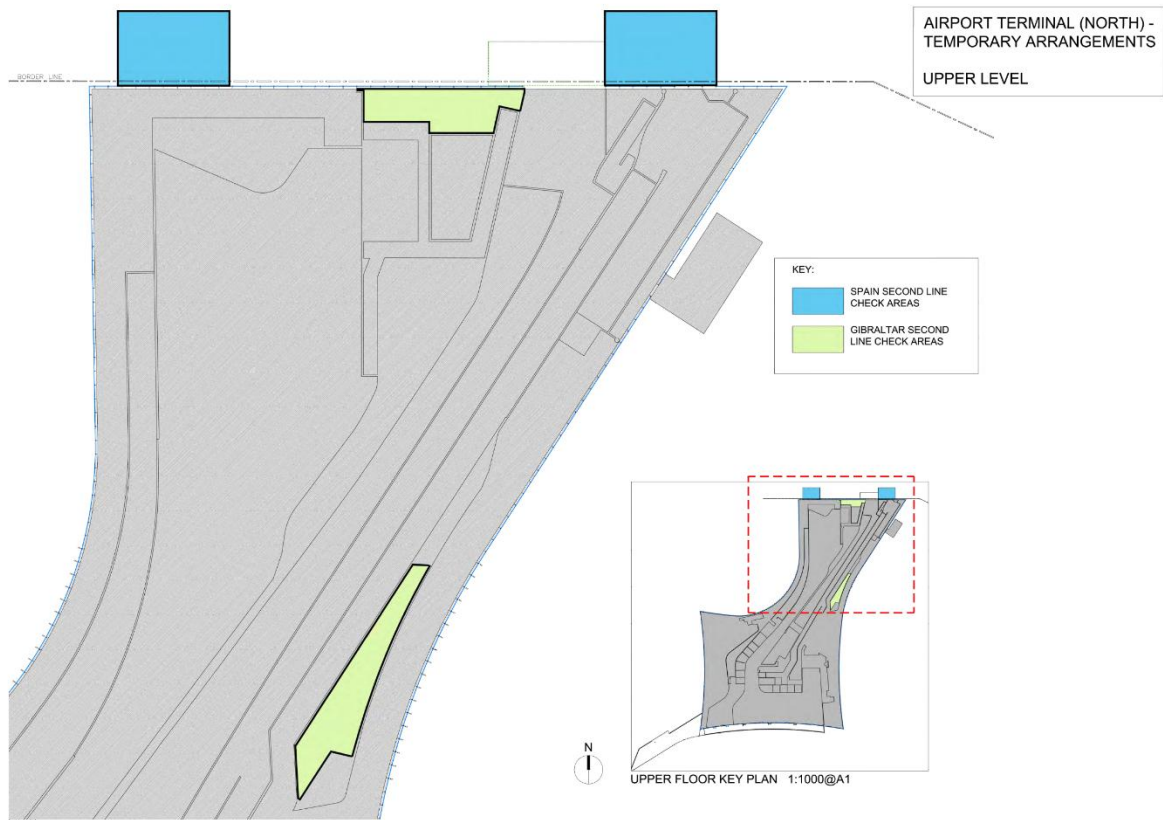 AIRPORT TERMINAL (NORTH) -
TEMPORARY ARRANGEMENTS
UPPER LEVEL
BORDER LINE
KEY:
SPAIN SECOND LINE
CHECK AREAS
GIBRALTAR SECOND
LINE CHECK AREAS
N
UPPER FLOOR KEY PLAN 1:1000@A1